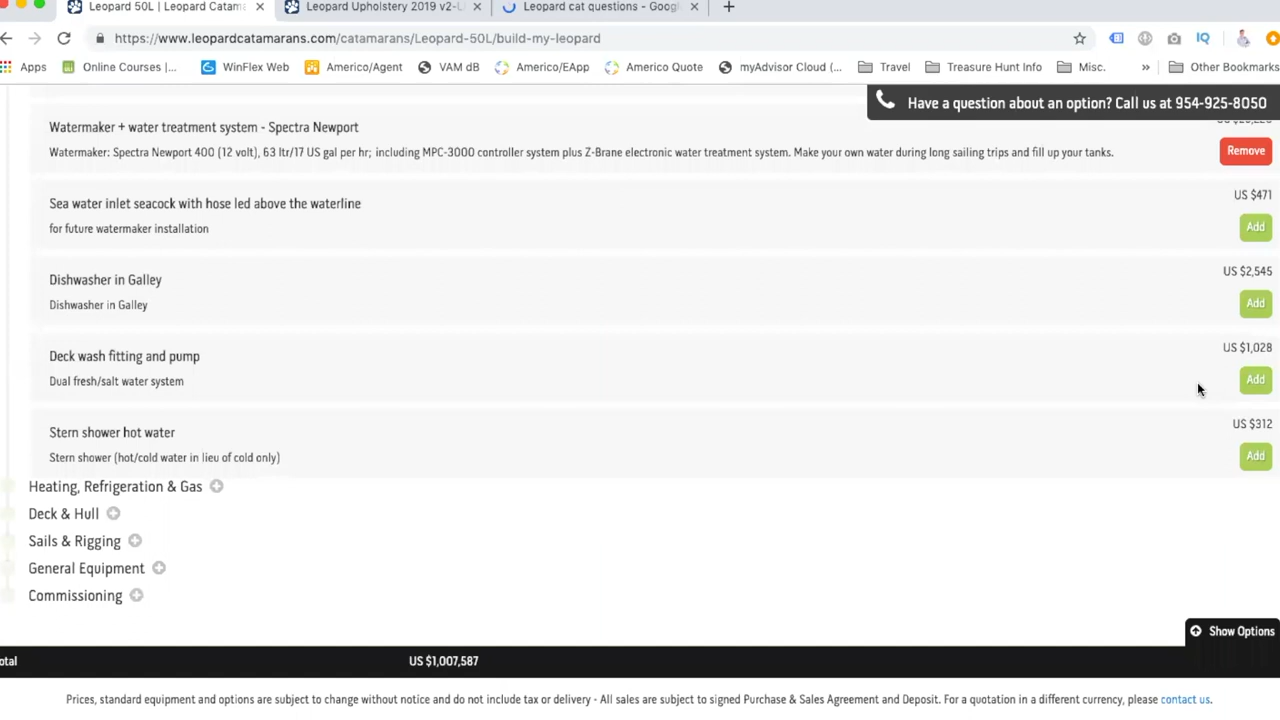 Leopard 50L | Leopard Catama
Leopard Upholstery 2019 v2-L
Leopard cat questions - Goog
https://www.leopardcatamarans.com/catamarans/Leopard-50L/build-my-leopard
Apps
Online Courses |...
WinFlex Web
Americo/Agent
VAM dB
Americo/EApp
Americo Quote
myAdvisor Cloud (...
Travel
Treasure Hunt Info
Misc.
»
Other Bookmarks
Have a question about an option? Call us at 954-925-8050
Watermaker + water treatment system - Spectra Newport
Watermaker: Spectra Newport 400 (12 volt), 63 ltr/17 US gal per hr; including MPC-3000 controller system plus Z-Brane electronic water treatment system. Make your own water during long sailing trips and fill up your tanks.
Remove
Sea water inlet seacock with hose led above the waterline
US $471
for future watermaker installation
Add
Dishwasher in Galley
US $2,545
Dishwasher in Galley
Add
Deck wash fitting and pump
US $1,028
Dual fresh/salt water system
Add
Stern shower hot water
US $312
Stern shower (hot/cold water in lieu of cold only)
Add
Heating, Refrigeration & Gas
Deck & Hull
Sails & Rigging
General Equipment
Commissioning
Show Options
otal
US $1,007,587
Prices, standard equipment and options are subject to change without notice and do not include tax or delivery - All sales are subject to signed Purchase & Sales Agreement and Deposit. For a quotation in a different currency, please contact us.